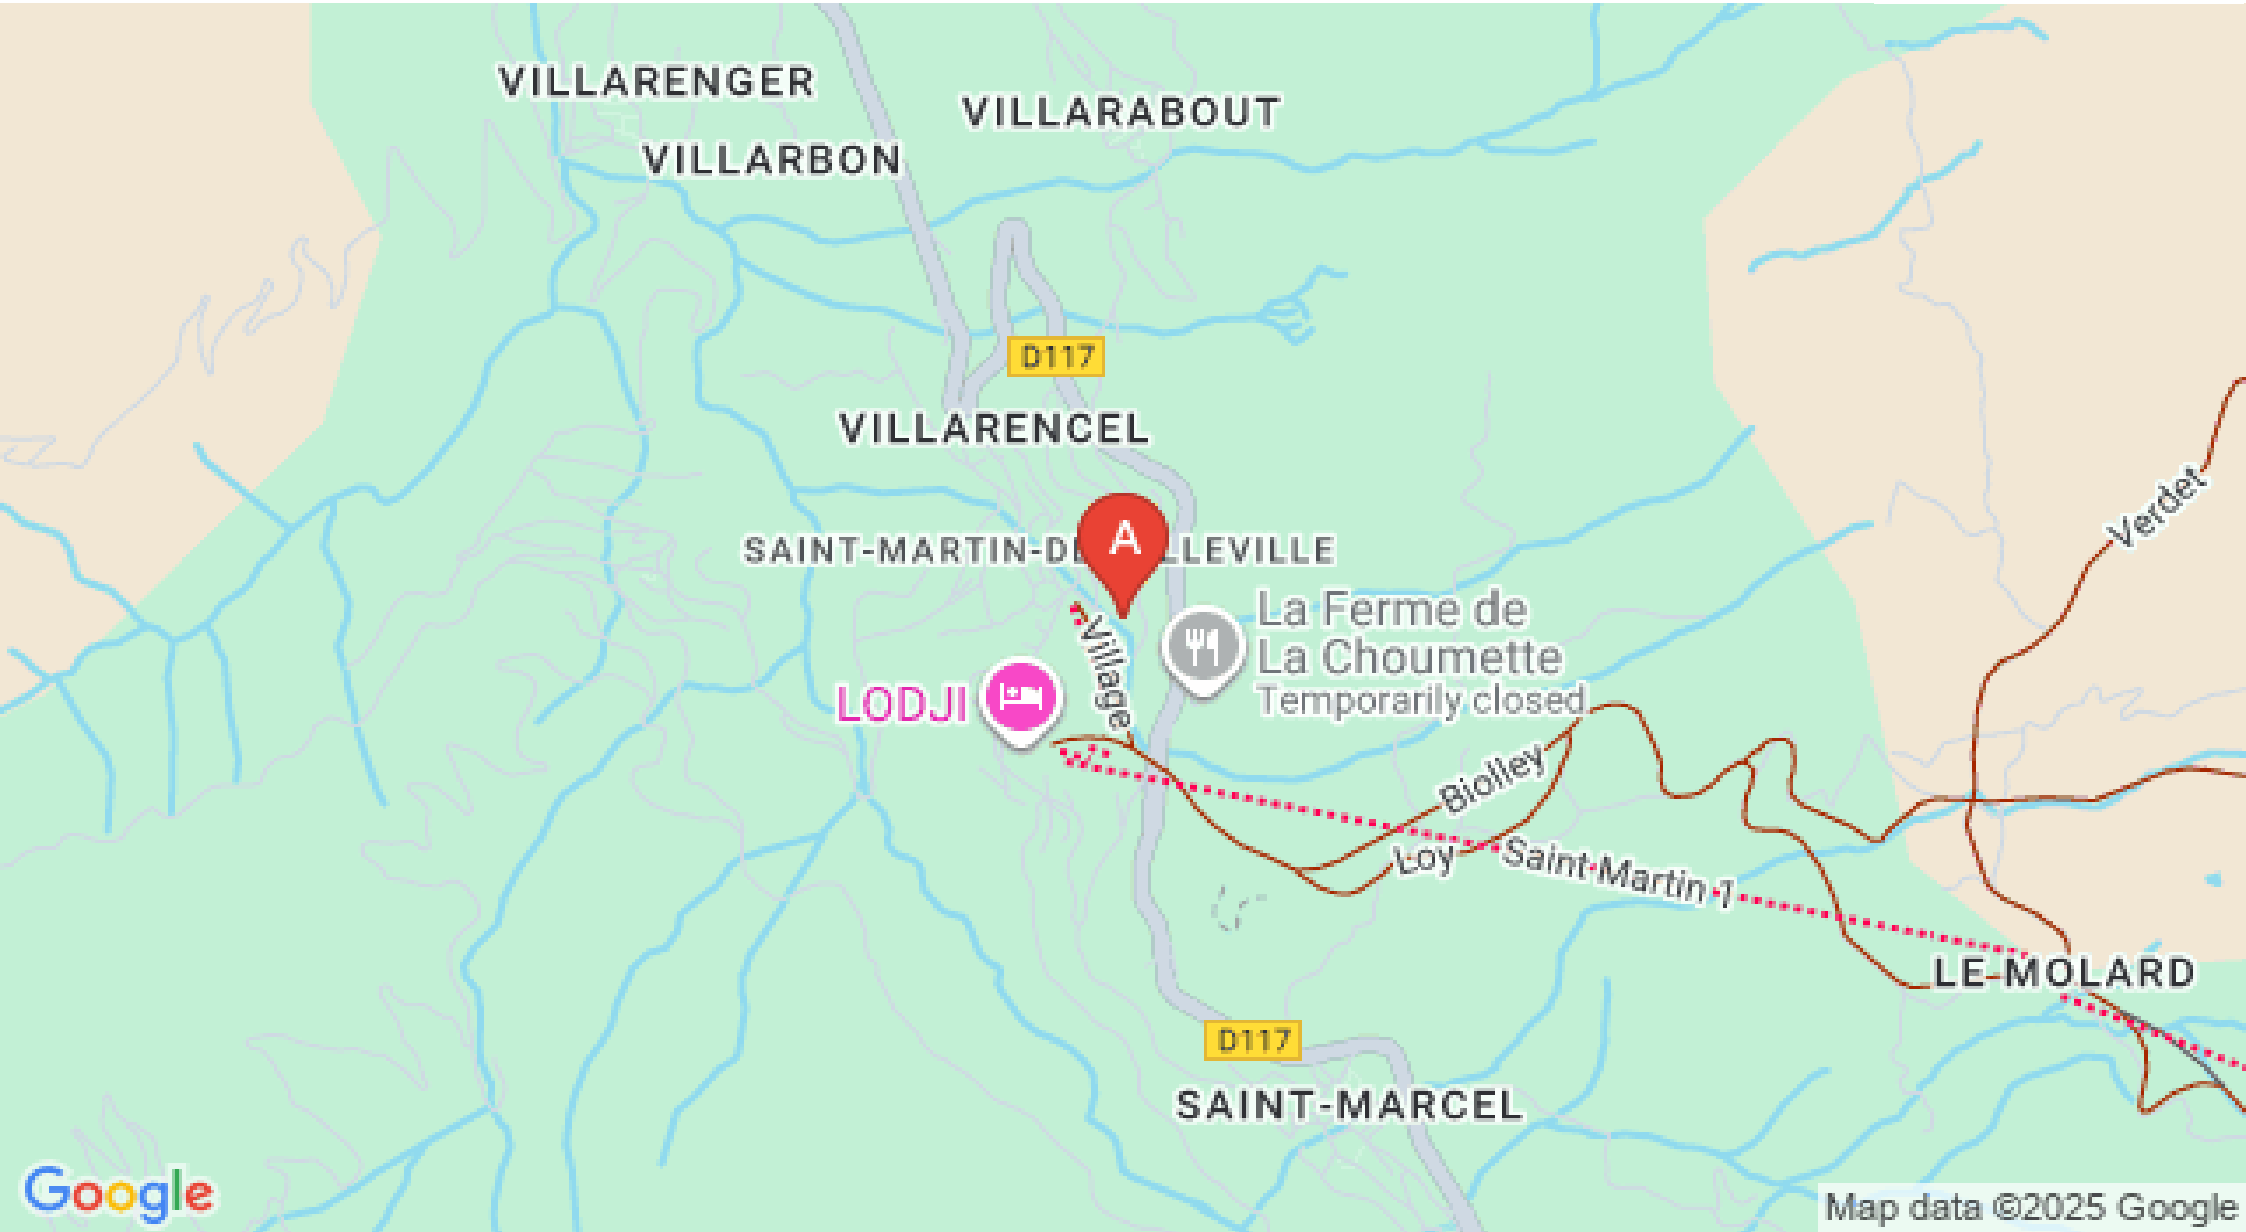 VILLARENGER
VILLARABOUT
VILLARBON
D117
VILLARENCEL
A
SAINT-MARTIN-DE LLEVILLE
La Ferme de
La Choumette
Temporarily closed
Village
LODJI
Verdet
Biolley
Loy
Saint-Martin 1
LE MOLARD
D117
SAINT-MARCEL
Google
Map data ©2025 Google